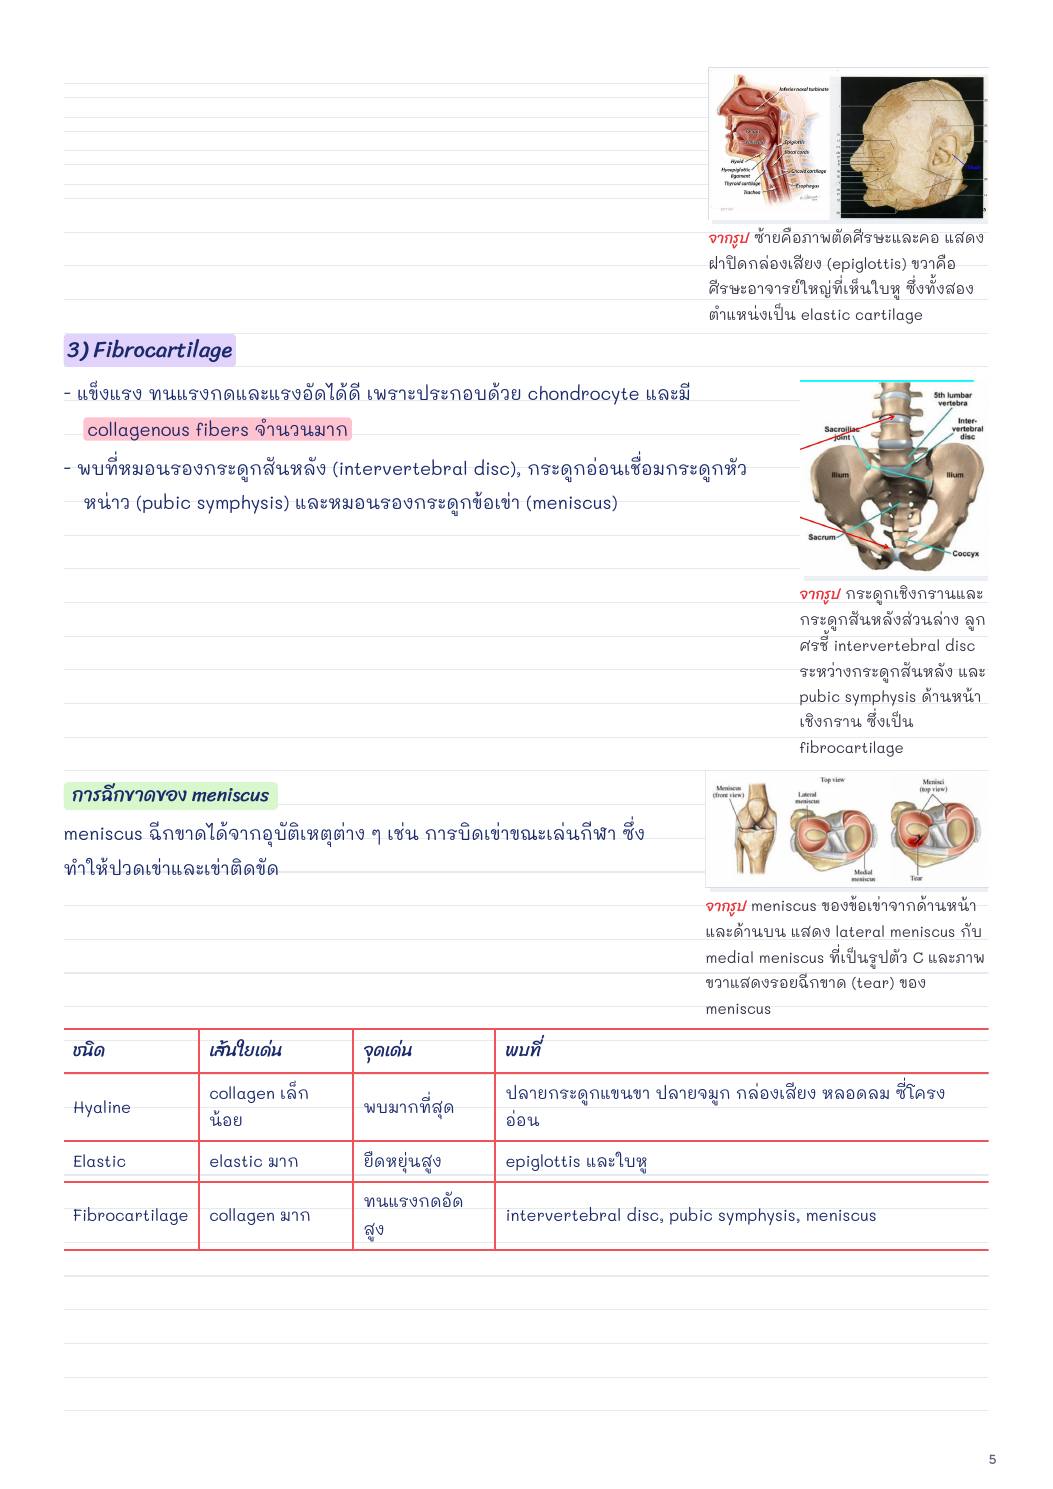 Inferior nasal turbinate
Epiglottis
Vocal cords
Hyoid
Hyoepiglottic
ligament
Cricoid cartilage
Thyroid cartilage
Esophagus
Trachea
จากรูป ซ้ายคือภาพตัดศีรษะและคอ แสดง
ฝาปิดกล่องเสียง (epiglottis) ขวาคือ
ศีรษะอาจารย์ใหญ่ที่เห็นใบหู ซึ่งทั้งสอง
ตำแหน่งเป็น elastic cartilage
3) Fibrocartilage
- แข็งแรง ทนแรงกดและแรงอัดได้ดี เพราะประกอบด้วย chondrocyte และมี
collagenous fibers จำนวนมาก
- พบที่หมอนรองกระดูกสันหลัง (intervertebral disc), กระดูกอ่อนเชื่อมกระดูกหัว
หน่าว (pubic symphysis) และหมอนรองกระดูกข้อเข่า (meniscus)
5th lumbar
vertebra
Sacroiliac
joint
Inter-
vertebral
disc
Ilium
Ilium
Sacrum
Coccyx
จากรูป กระดูกเชิงกรานและ
กระดูกสันหลังส่วนล่าง ลูก
ศรชี้ intervertebral disc
ระหว่างกระดูกสันหลัง และ
pubic symphysis ด้านหน้า
เชิงกราน ซึ่งเป็น
fibrocartilage
การฉีกขาดของ meniscus
meniscus ฉีกขาดได้จากอุบัติเหตุต่าง ๆ เช่น การบิดเข่าขณะเล่นกีฬา ซึ่ง
ทำให้ปวดเข่าและเข่าติดขัด
Meniscus
(front view)
Top view
Lateral
meniscus
Menisci
(top view)
Medial
meniscus
Tear
จากรูป meniscus ของข้อเข่าจากด้านหน้า
และด้านบน แสดง lateral meniscus กับ
medial meniscus ที่เป็นรูปตัว C และภาพ
ขวาแสดงรอยฉีกขาด (tear) ของ
meniscus
ชนิด เส้นใยเด่น จุดเด่น พบที่
Hyaline collagen เล็ก
น้อย พบมากที่สุด ปลายกระดูกแขนขา ปลายจมูก กล่องเสียง หลอดลม ซี่โครง
อ่อน
Elastic elastic มาก ยืดหยุ่นสูง epiglottis และใบหู
Fibrocartilage collagen มาก ทนแรงกดอัด
สูง intervertebral disc, pubic symphysis, meniscus
5